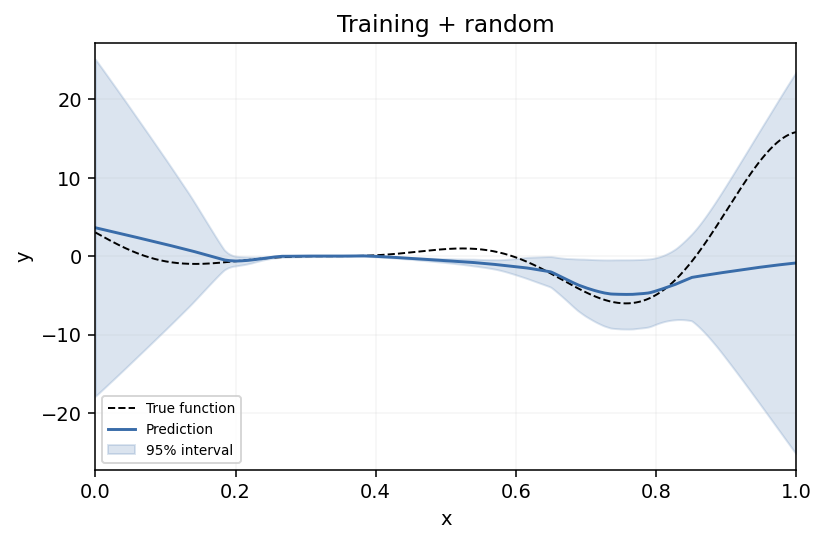 Training + random
y
20
10
0
−10
−20
True function
Prediction
95% interval
0.0 0.2 0.4 0.6 0.8 1.0
x